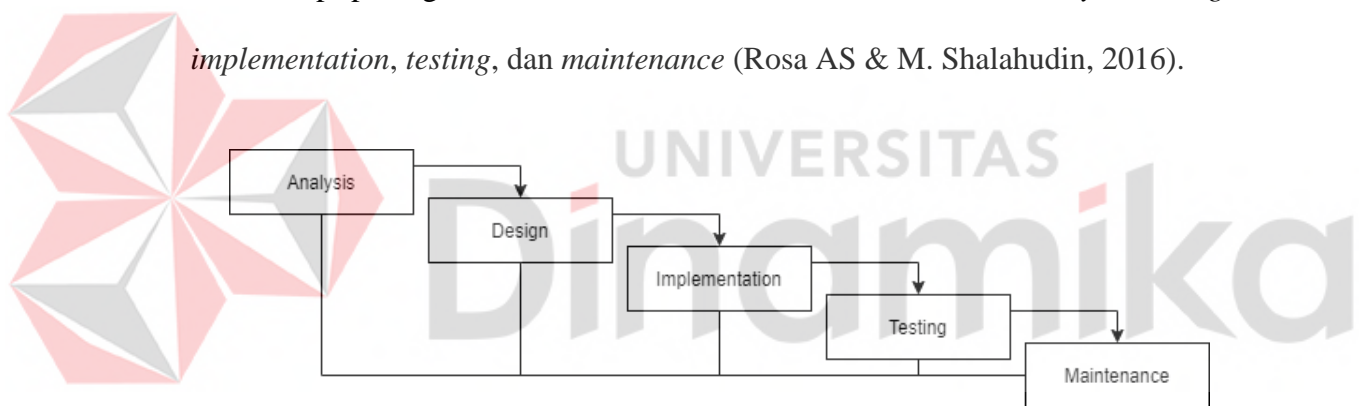 implementation, testing, dan maintenance (Rosa AS & M. Shalahudin, 2016).
UNIVERSITAS
Dinamika
Analysis
Design
Implementation
Testing
Maintenance